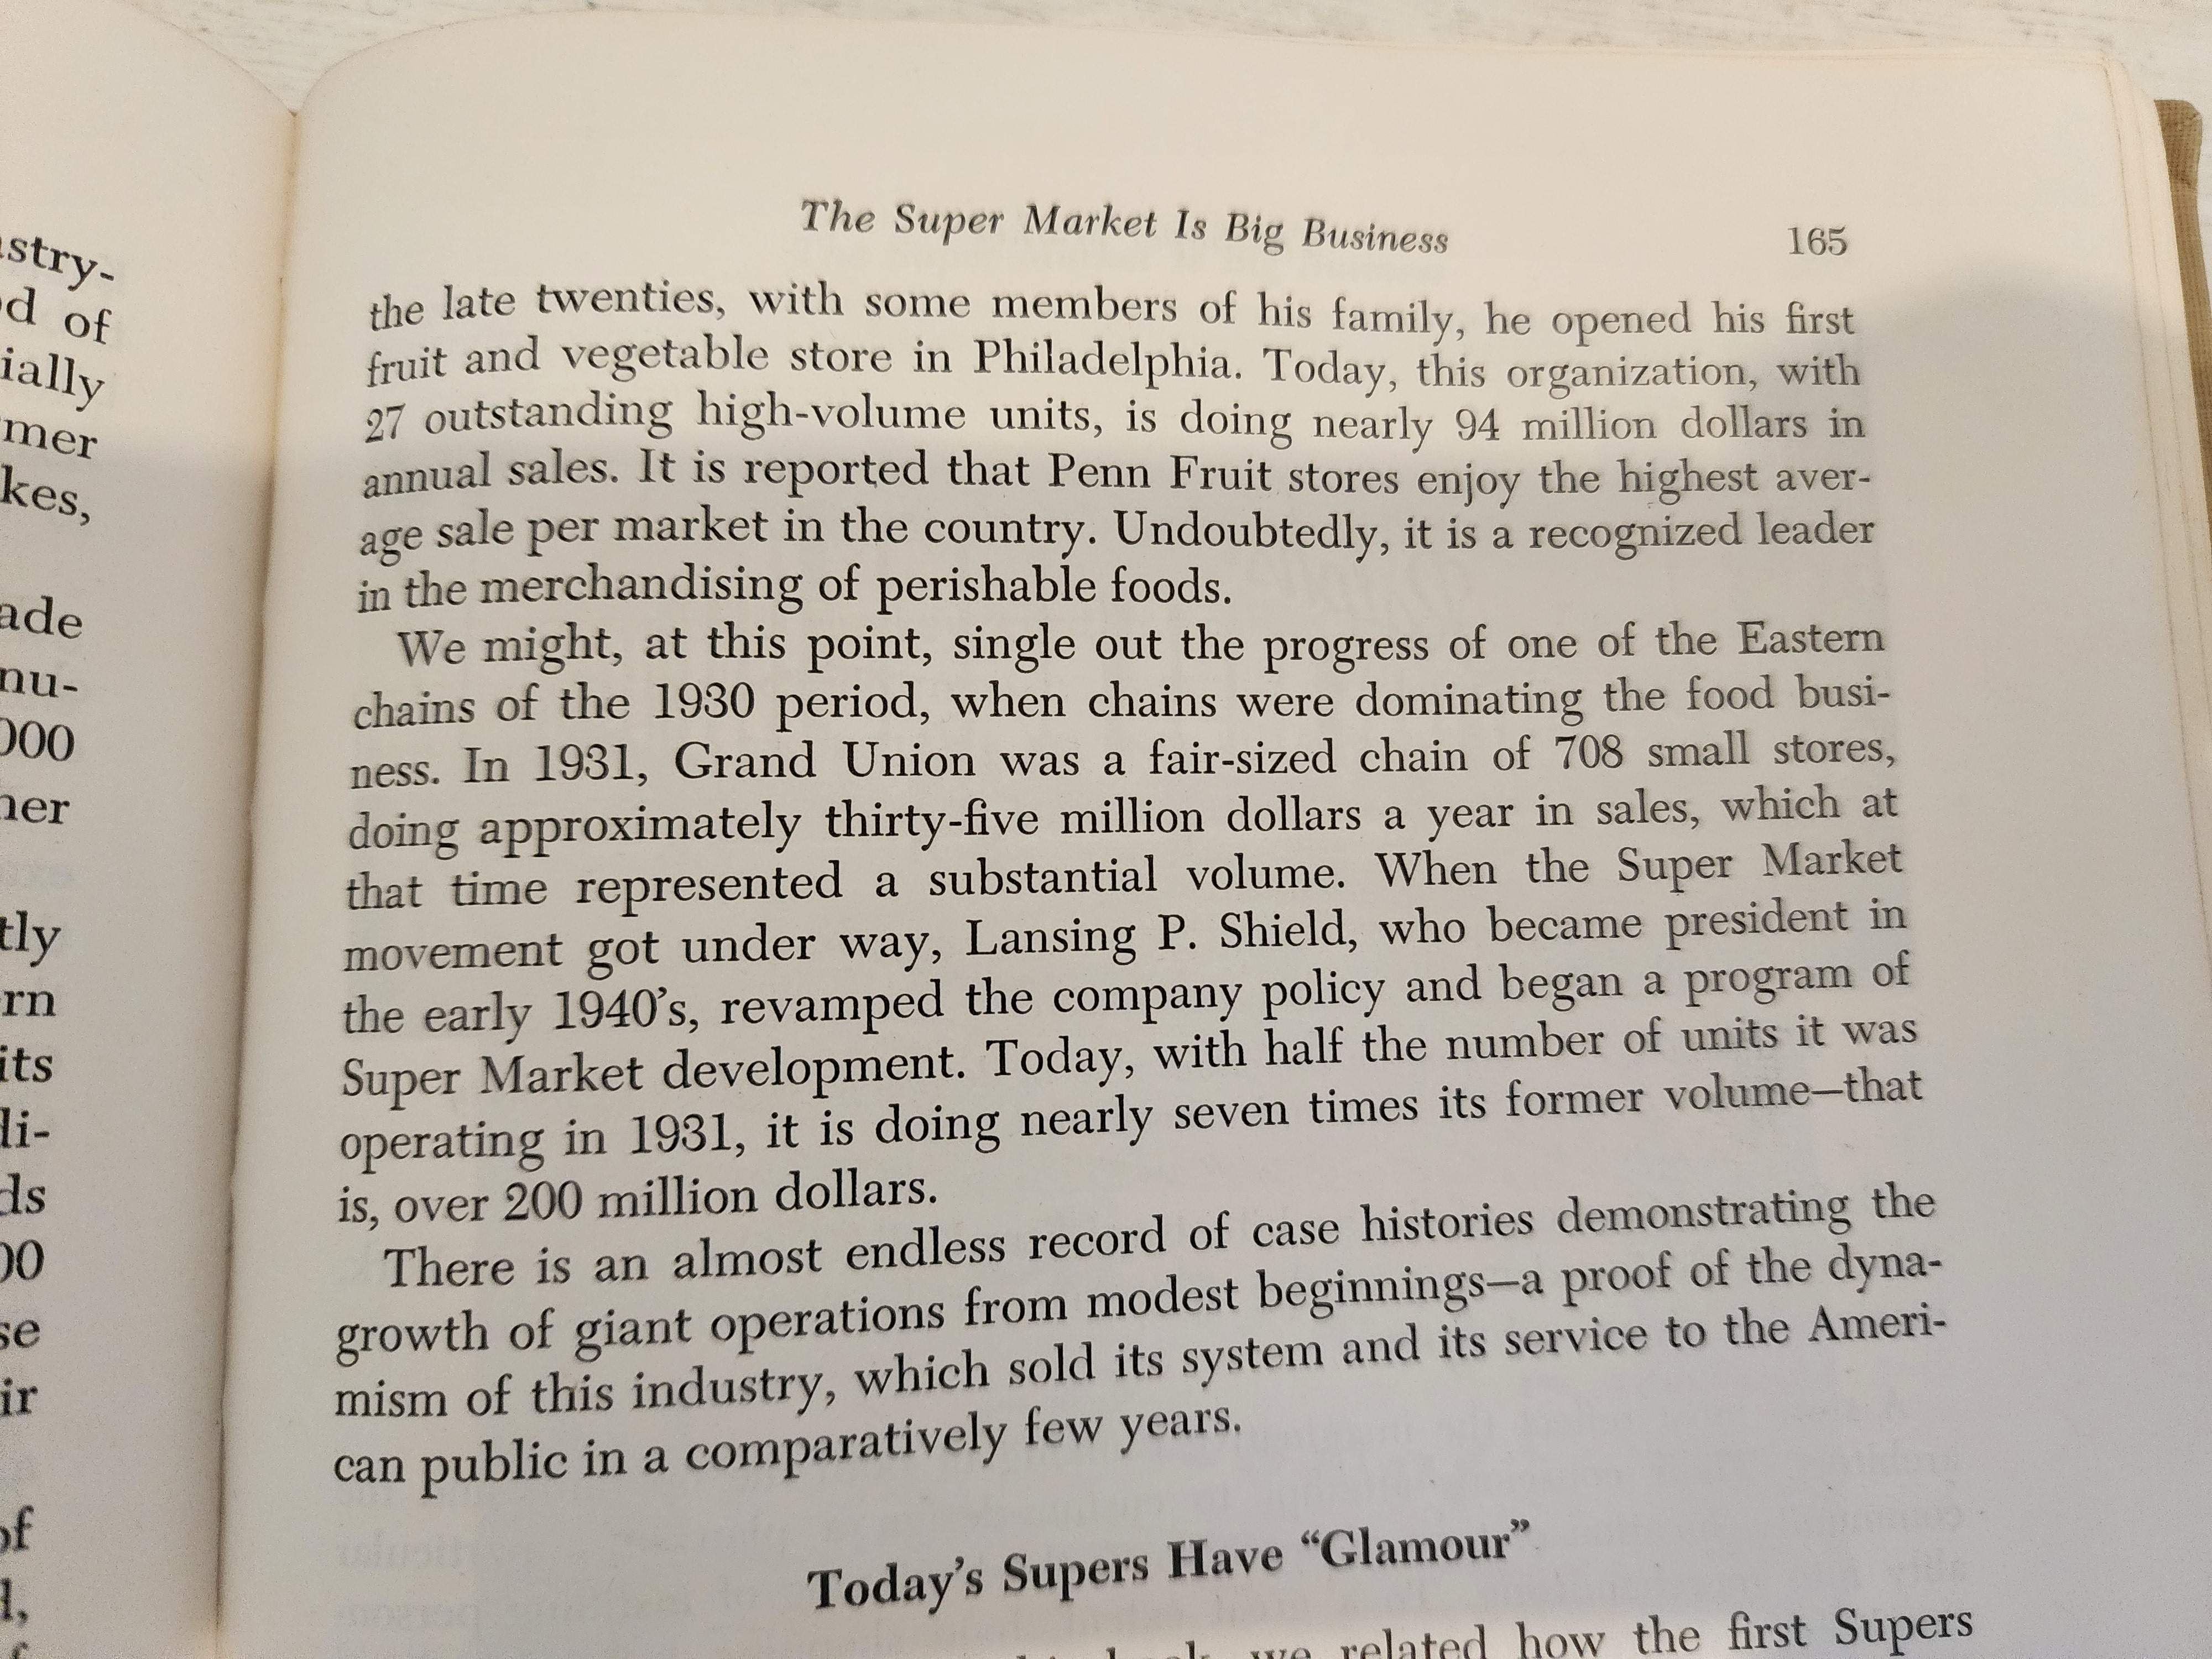 The Super Market Is Big Business 165
the late twenties, with some members of his family, he opened his first
fruit and vegetable store in Philadelphia. Today, this organization, with
27 outstanding high-volume units, is doing nearly 94 million dollars in
annual sales. It is reported that Penn Fruit stores enjoy the highest aver-
age sale per market in the country. Undoubtedly, it is a recognized leader
in the merchandising of perishable foods.
We might, at this point, single out the progress of one of the Eastern
chains of the 1930 period, when chains were dominating the food busi-
ness. In 1931, Grand Union was a fair-sized chain of 708 small stores,
doing approximately thirty-five million dollars a year in sales, which at
that time represented a substantial volume. When the Super Market
movement got under way, Lansing P. Shield, who became president in
the early 1940's, revamped the company policy and began a program of
Super Market development. Today, with half the number of units it was
operating in 1931, it is doing nearly seven times its former volume—that
is, over 200 million dollars.
There is an almost endless record of case histories demonstrating the
growth of giant operations from modest beginnings—a proof of the dyna-
mism of this industry, which sold its system and its service to the Ameri-
can public in a comparatively few years.
Today's Supers Have “Glamour”
we related how the first Supers